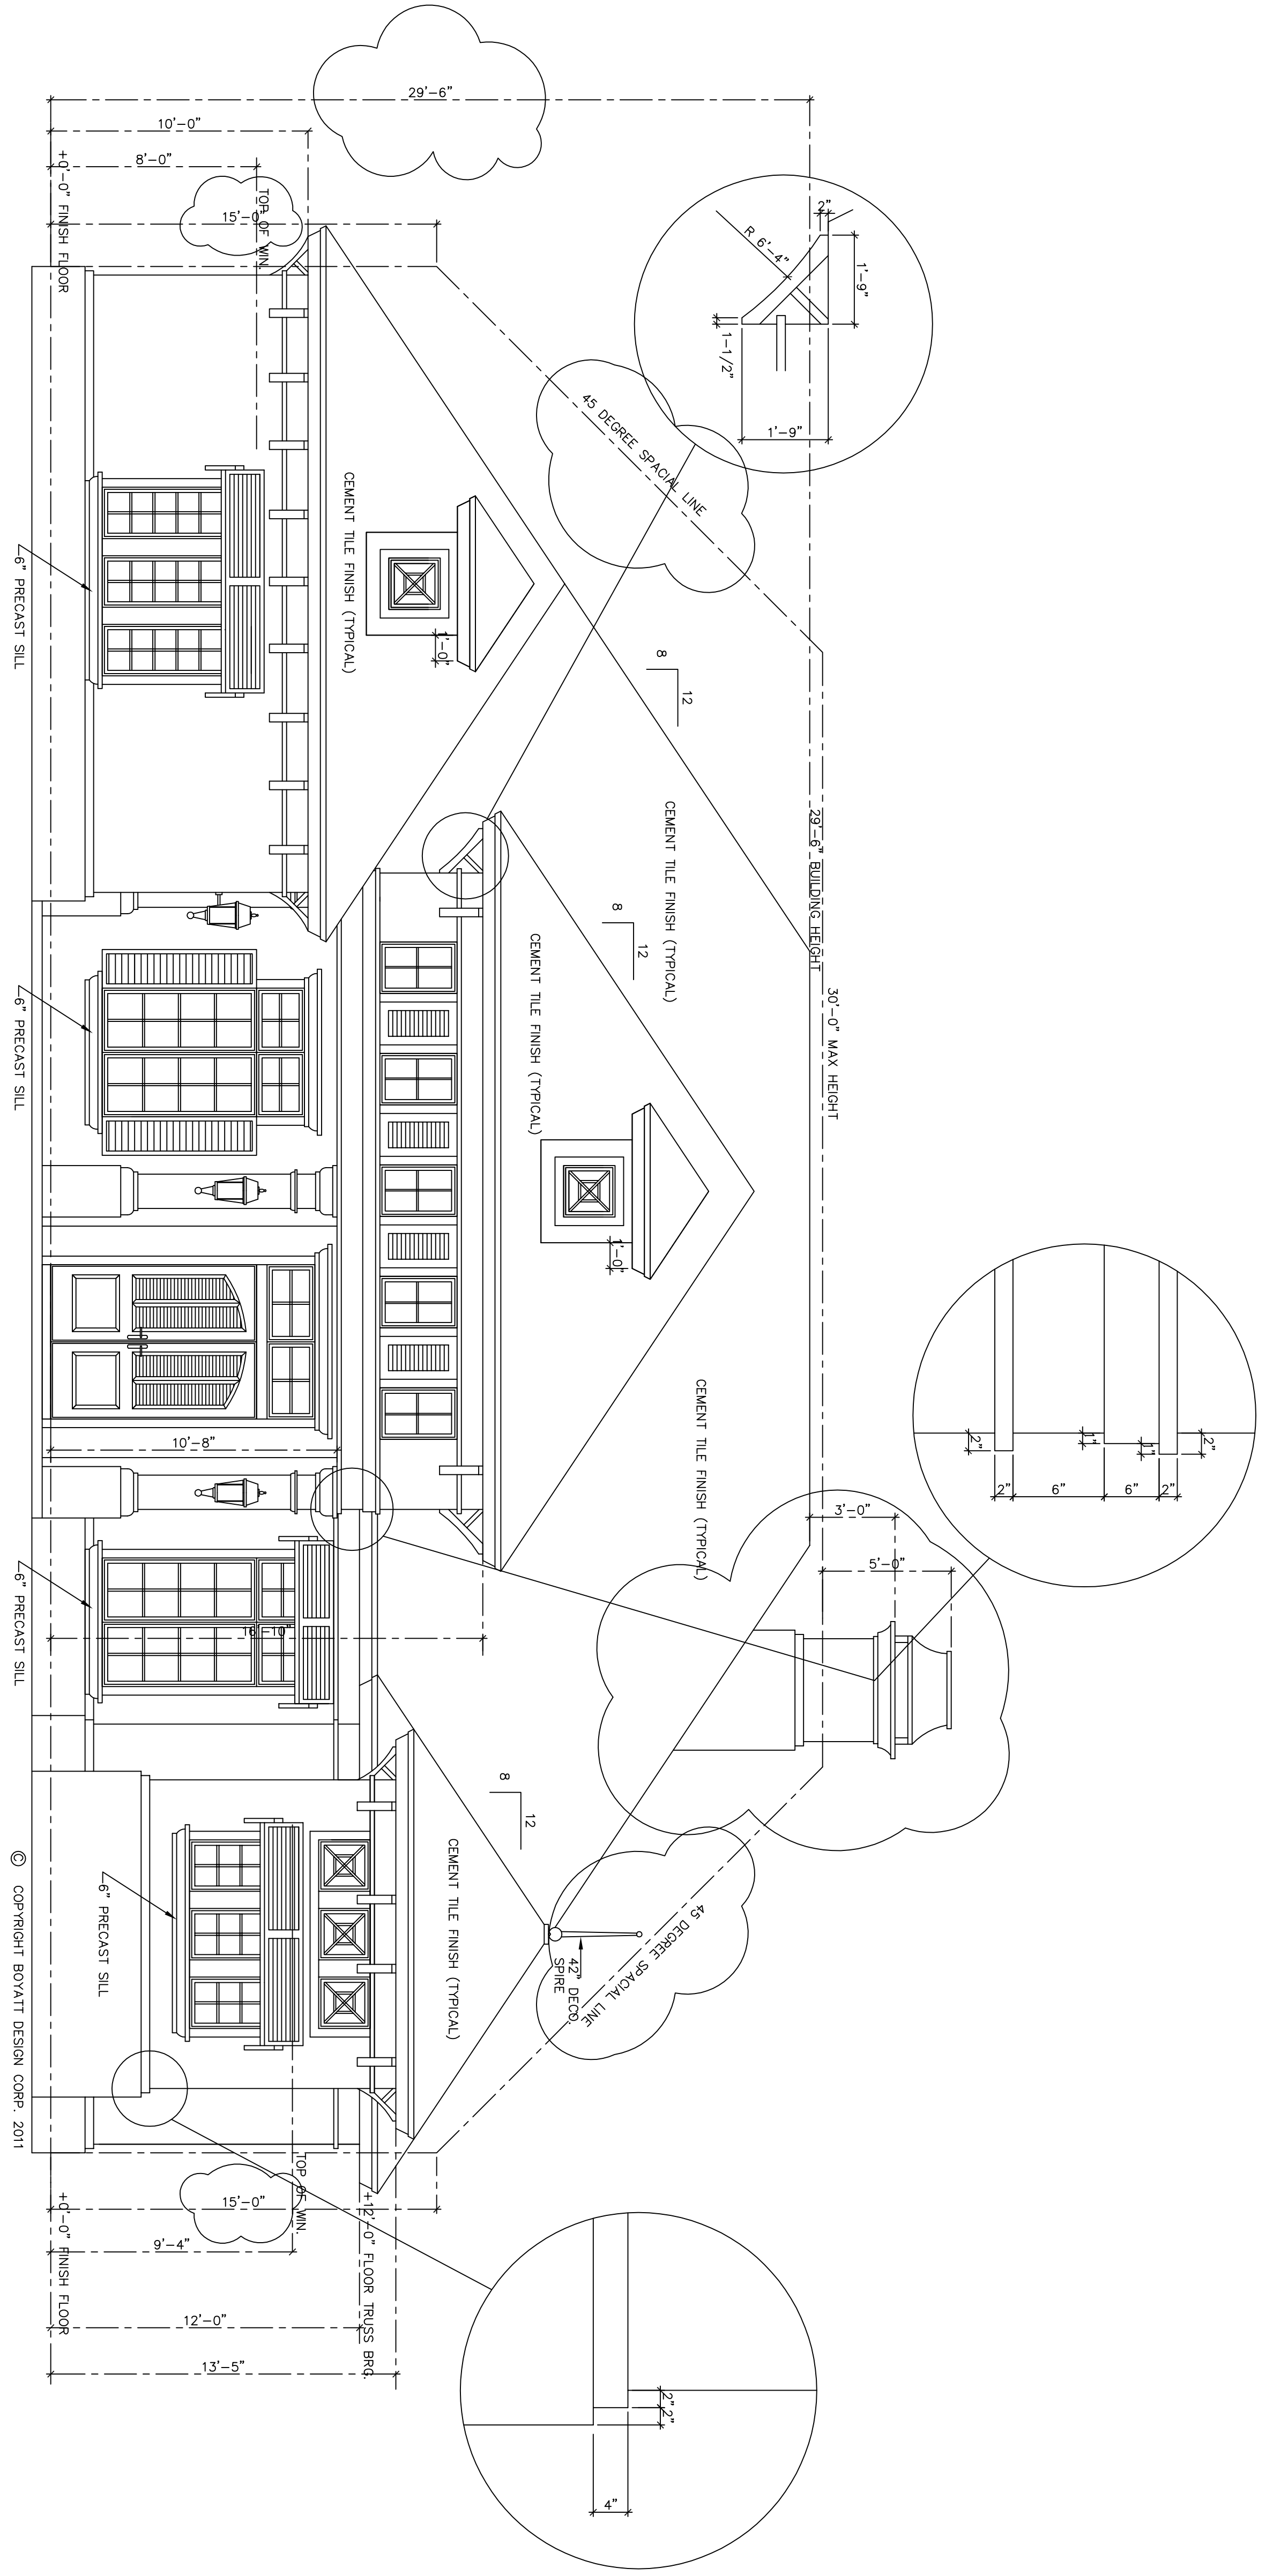 29'-6"
10'-0"
8'-0"
15'-0"
+0'-0" FINISH FLOOR
TOP OF WIN.
2"
R 6'-4"
1'-9"
1-1/2"
1'-9"
45 DEGREE SPACIAL LINE
6" PRECAST SILL
CEMENT TILE FINISH (TYPICAL)
1'-0"
8
12
CEMENT TILE FINISH (TYPICAL)
29'-6" BUILDING HEIGHT
30'-0" MAX HEIGHT
8
12
CEMENT TILE FINISH (TYPICAL)
6" PRECAST SILL
1'-0"
10'-8"
CEMENT TILE FINISH (TYPICAL)
2"
1"
1"
2"
2"
6"
6"
2"
3'-0"
5'-0"
6" PRECAST SILL
16'-10"
8
12
CEMENT TILE FINISH (TYPICAL)
6" PRECAST SILL
42" DECO.
SPIRE
45 DEGREE SPACIAL LINE
© COPYRIGHT BOYATT DESIGN CORP. 2011
TOP OF WIN.
15'-0"
9'-4"
+0'-0" FINISH FLOOR
+12'-0" FLOOR TRUSS BRG.
12'-0"
13'-5"
2"
2"
4"